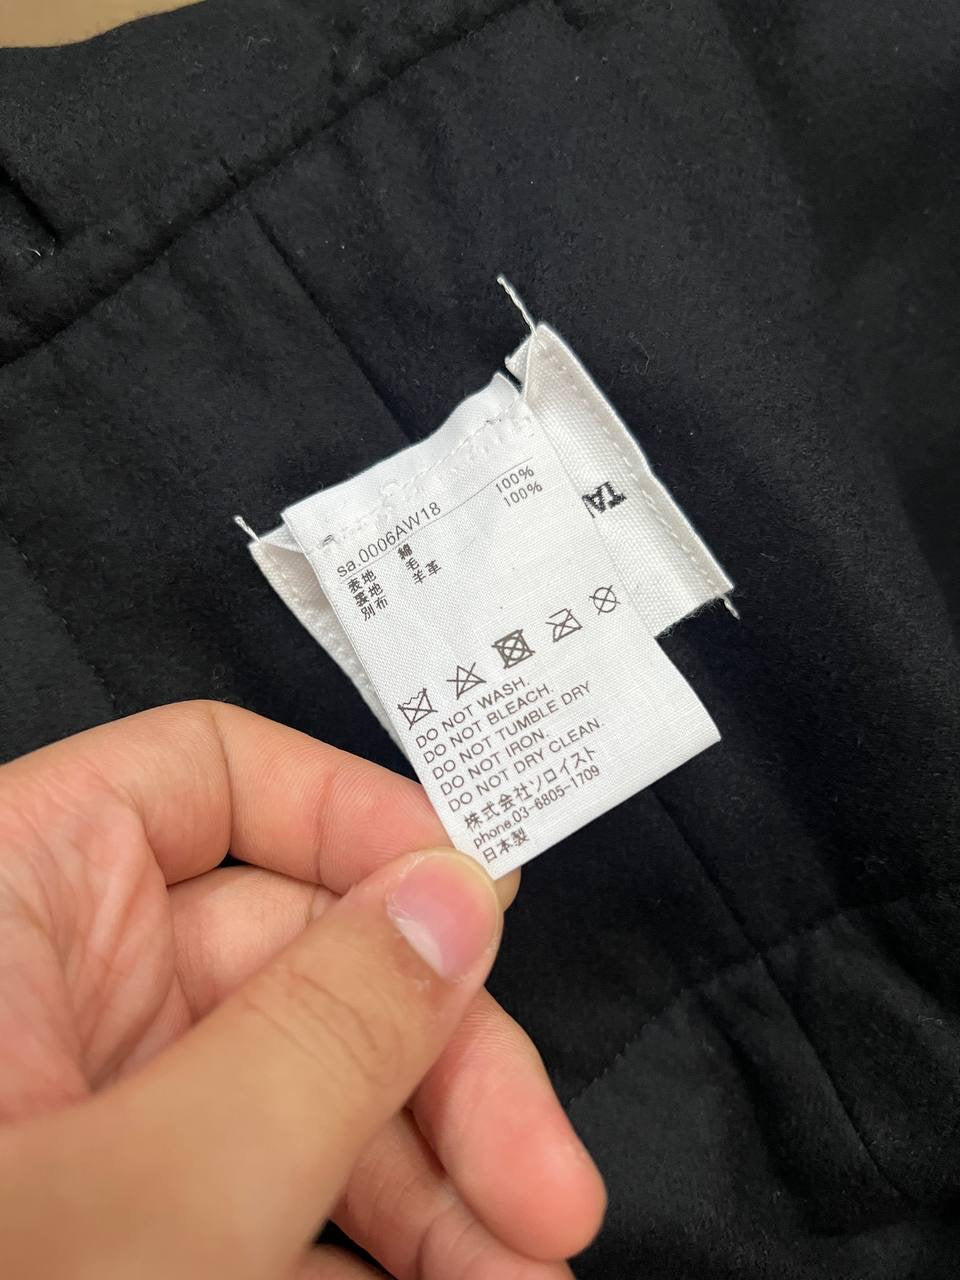 sa.0006AW18
表地 綿 100%
裏地 毛 100%
別布 羊革
DO NOT WASH.
DO NOT BLEACH.
DO NOT TUMBLE DRY
DO NOT IRON.
DO NOT DRY CLEAN.
株式会社ソロイスト
phone.03-6805-1709
日本製
TA